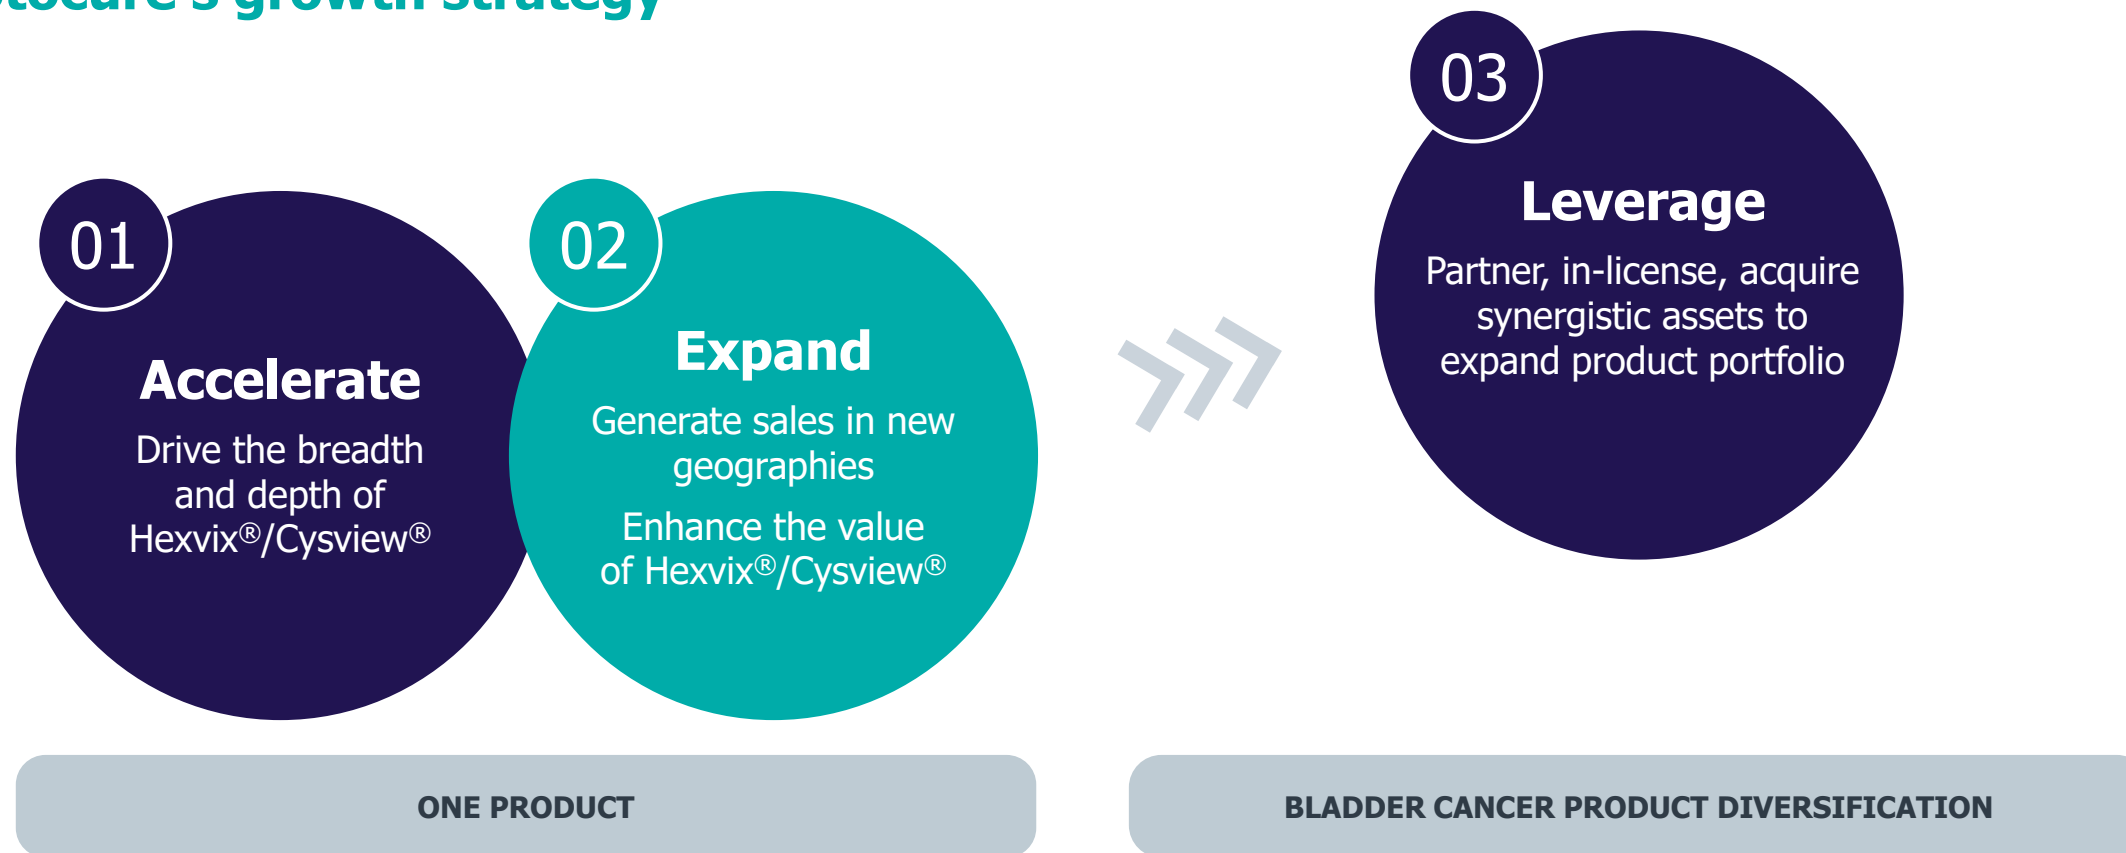 growth strategy
01
Accelerate
Drive the breadth
and depth of
Hexvix®/Cysview®
02
Expand
Generate sales in new
geographies
Enhance the value
of Hexvix®/Cysview®
03
Leverage
Partner, in-license, acquire
synergistic assets to
expand product portfolio
ONE PRODUCT
BLADDER CANCER PRODUCT DIVERSIFICATION